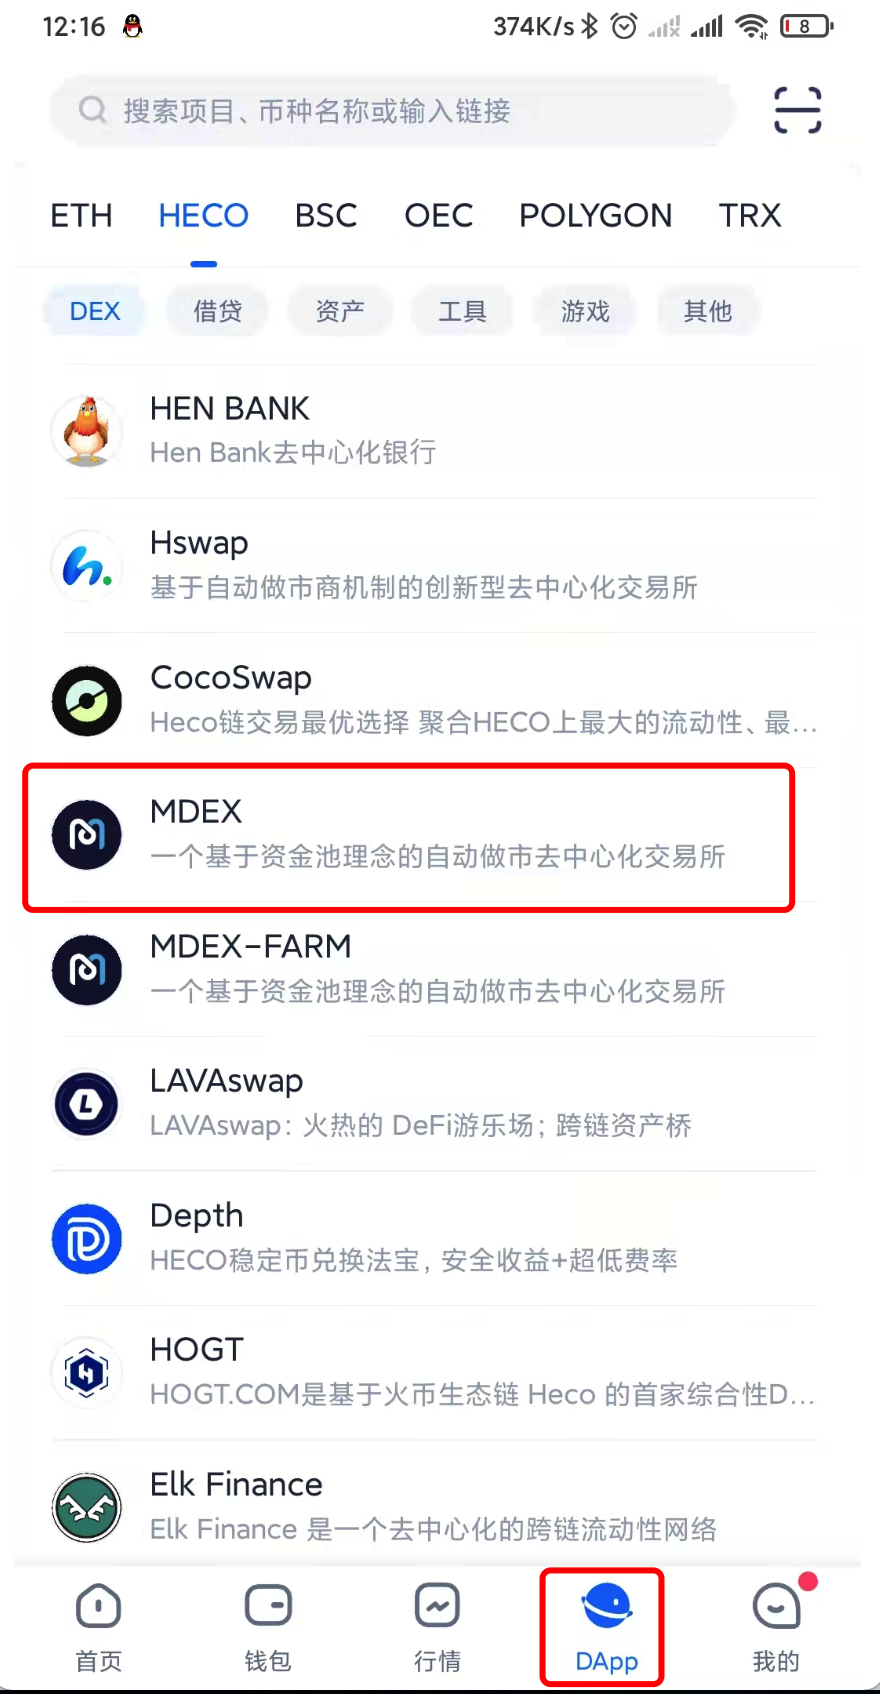 12:16 374K/s 8
搜索项目、币种名称或输入链接
ETH HECO BSC OEC POLYGON TRX
DEX 借贷 资产 工具 游戏 其他
HEN BANK
Hen Bank去中心化银行
Hswap
基于自动做市商机制的创新型去中心化交易所
CocoSwap
Heco链交易最优选择 聚合HECO上最大的流动性、最...
MDEX
一个基于资金池理念的自动做市去中心化交易所
MDEX-FARM
一个基于资金池理念的自动做市去中心化交易所
LAVAswap
LAVAswap：火热的 DeFi游乐场；跨链资产桥
Depth
HECO稳定币兑换法宝，安全收益+超低费率
HOGT
HOGT.COM是基于火币生态链 Heco 的首家综合性D...
Elk Finance
Elk Finance 是一个去中心化的跨链流动性网络
首页 钱包 行情 DApp 我的